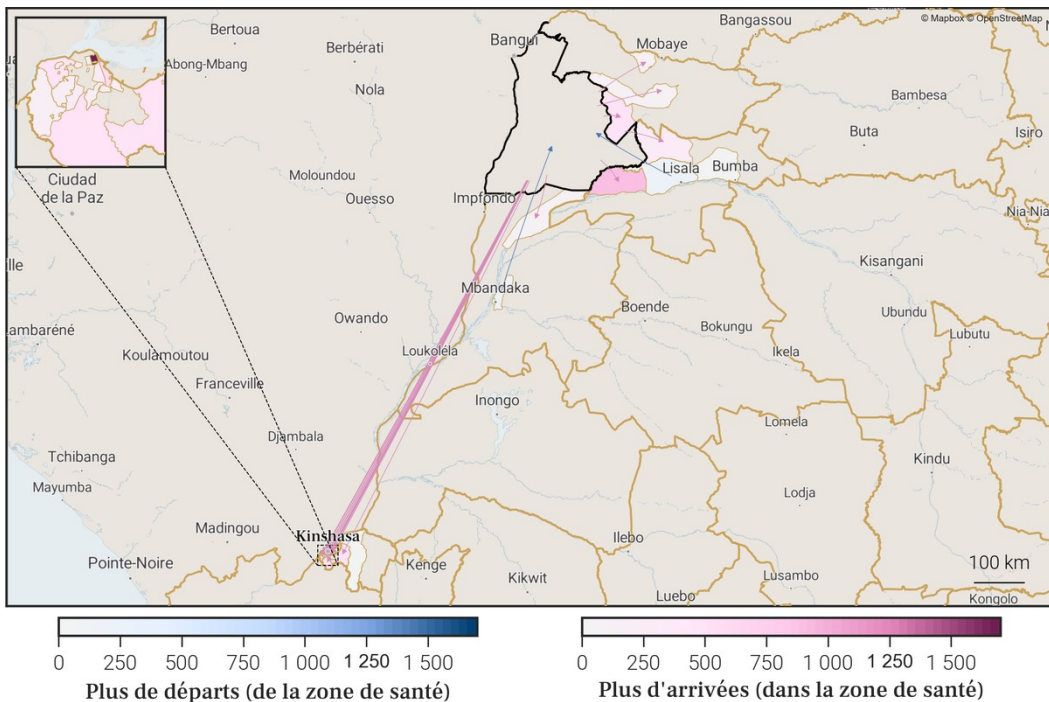 Bertoua
Bangui
Bangassou
© Mapbox © OpenStreetMap
Berbérati
Mobaye
Abong-Mbang
Nola
Bambesa
Buta
Isiro
Moloundou
Lisala
Bumba
Ciudad
de la Paz
Ouesso
Impfondo
Nia-Nia
lle
Kisangani
Mbandaka
Boende
Ubundu
ambaréné
Owando
Bokungu
Lubutu
Koulamoutou
Loukoléla
Ikela
Franceville
Inongo
Djambala
Lomela
Tchibanga
Kindu
Mayumba
Lodja
Madingou
Kinshasa
Ilebo
Pointe-Noire
Kenge
Kikwit
Lusambo
100 km
Luebo
Kongolo
0 250 500 750 1 000 1 250 1 500
Plus de départs (de la zone de santé)
0 250 500 750 1 000 1 250 1 500
Plus d'arrivées (dans la zone de santé)